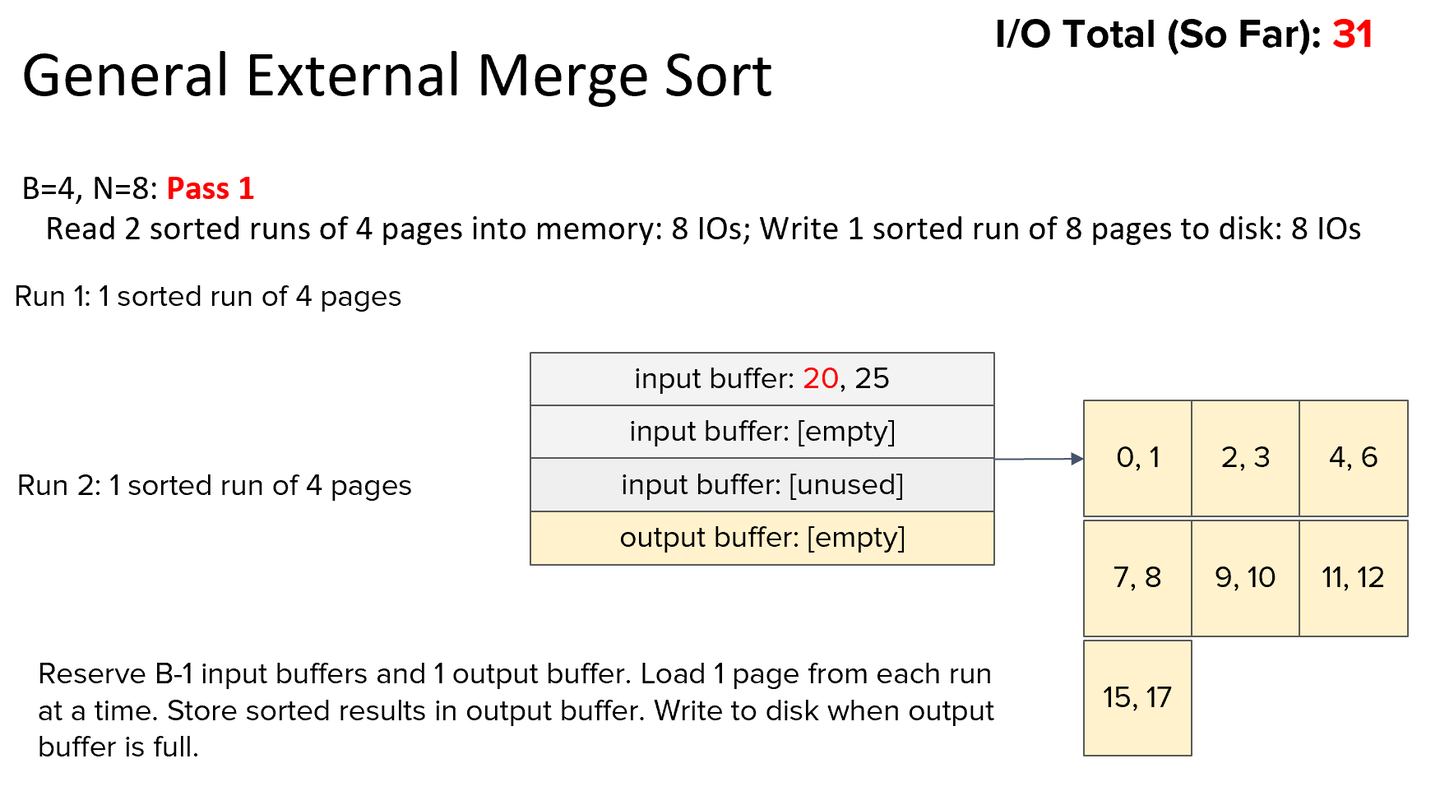 I/O Total (So Far): 31
General External Merge Sort
B=4, N=8: Pass 1
Read 2 sorted runs of 4 pages into memory: 8 IOs; Write 1 sorted run of 8 pages to disk: 8 IOs
Run 1: 1 sorted run of 4 pages
input buffer: 20, 25
input buffer: [empty]
input buffer: [unused]
output buffer: [empty]
Run 2: 1 sorted run of 4 pages
0, 1
2, 3
4, 6
7, 8
9, 10
11, 12
15, 17
Reserve B-1 input buffers and 1 output buffer. Load 1 page from each run
at a time. Store sorted results in output buffer. Write to disk when output
buffer is full.